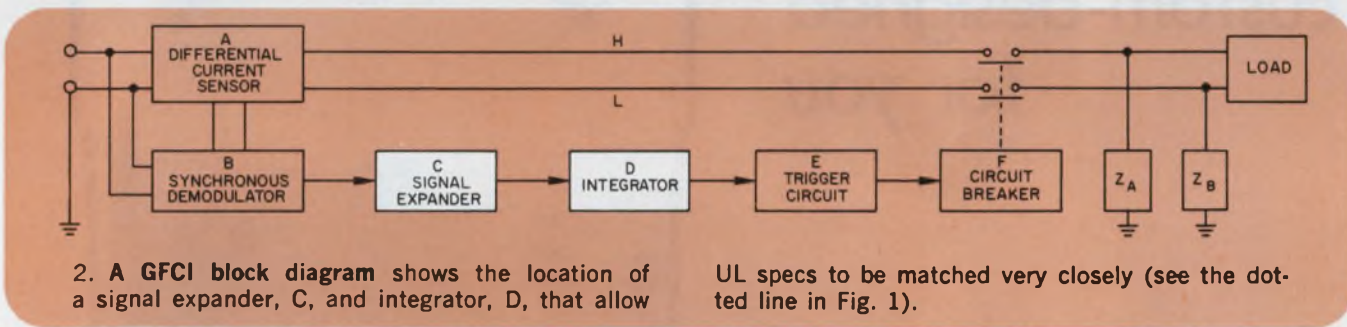 A
DIFFERENTIAL
CURRENT
SENSOR
H
L
LOAD
B
SYNCHRONOUS
DEMODULATOR
C
SIGNAL
EXPANDER
D
INTEGRATOR
E
TRIGGER
CIRCUIT
F
CIRCUIT
BREAKER
ZA
ZB
2. A GFCI block diagram shows the location of
a signal expander, C, and integrator, D, that allow
UL specs to be matched very closely (see the dot-
ted line in Fig. 1).